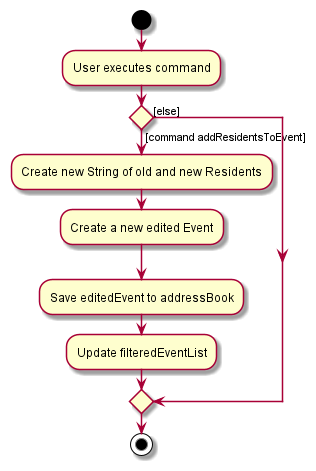 User executes command
[else]
[command addResidentsToEvent]
Create new String of old and new Residents
Create a new edited Event
Save editedEvent to addressBook
Update filteredEventList